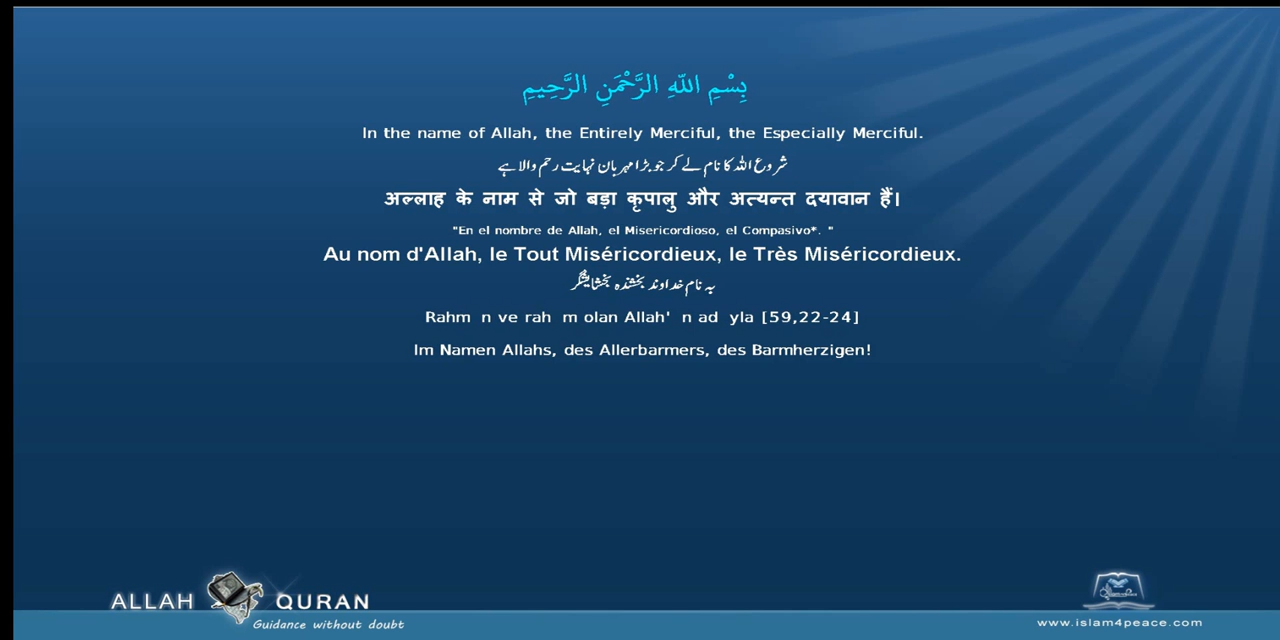 بِسْمِ اللَّهِ الرَّحْمَنِ الرَّحِيمِ
In the name of Allah, the Entirely Merciful, the Especially Merciful.
شروع اللہ کا نام لے کر جو بڑا مہربان نہایت رحم والا ہے
अल्लाह के नाम से जो बड़ा कृपालु और अत्यन्त दयावान हैं।
"En el nombre de Allah, el Misericordioso, el Compasivo*. "
Au nom d'Allah, le Tout Miséricordieux, le Très Miséricordieux.
به نام خداوند بخشنده بخشایشگر
Rahm n ve rah m olan Allah' n ad yla [59,22-24]
Im Namen Allahs, des Allerbarmers, des Barmherzigen!
ALLAH QURAN
Guidance without doubt
www.islam4peace.com